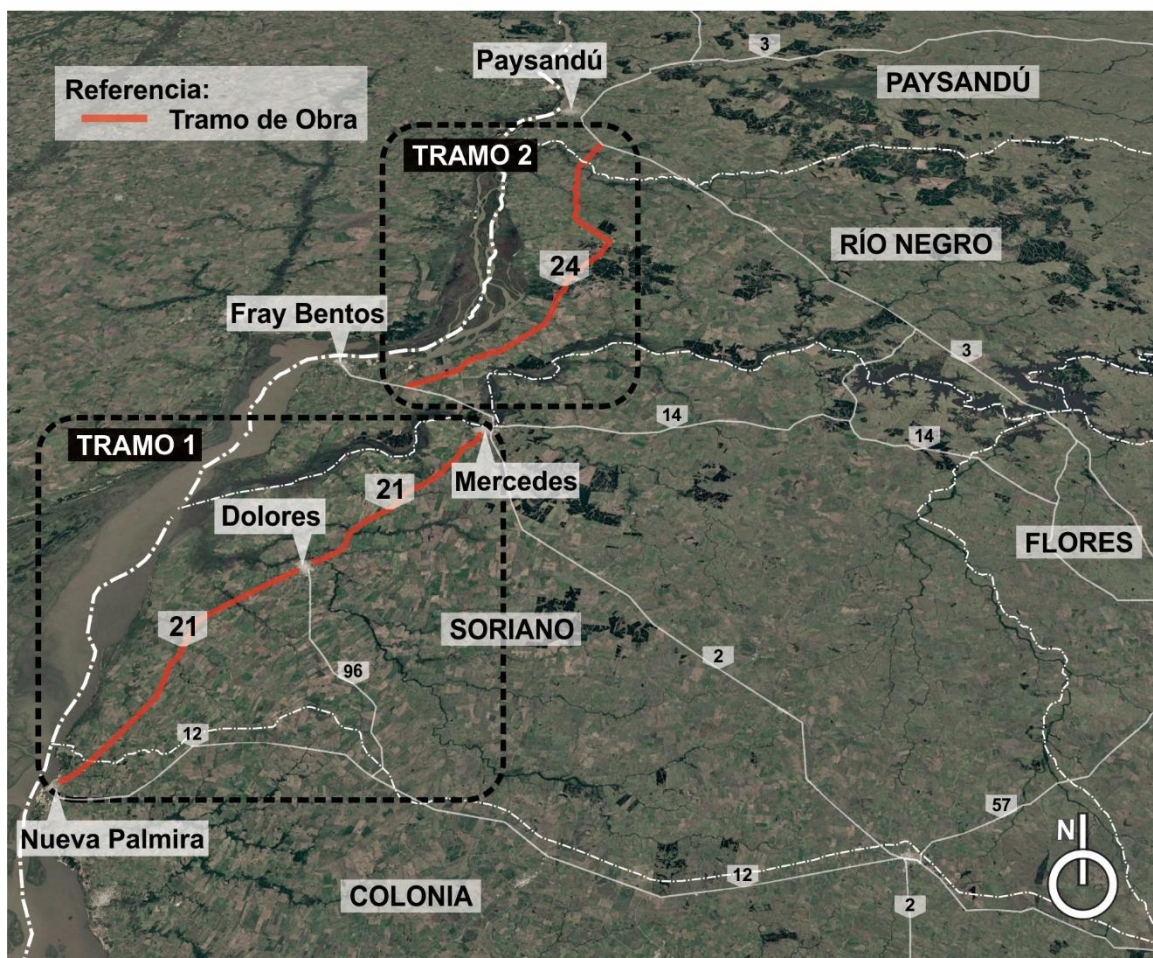 Paysandú
3
PAYSANDÚ
Referencia:
Tramo de Obra
TRAMO 2
RÍO NEGRO
24
Fray Bentos
3
14
14
TRAMO 1
Mercedes
21
Dolores
FLORES
21
SORIANO
96
2
12
57
N
Nueva Palmira
12
COLONIA
2